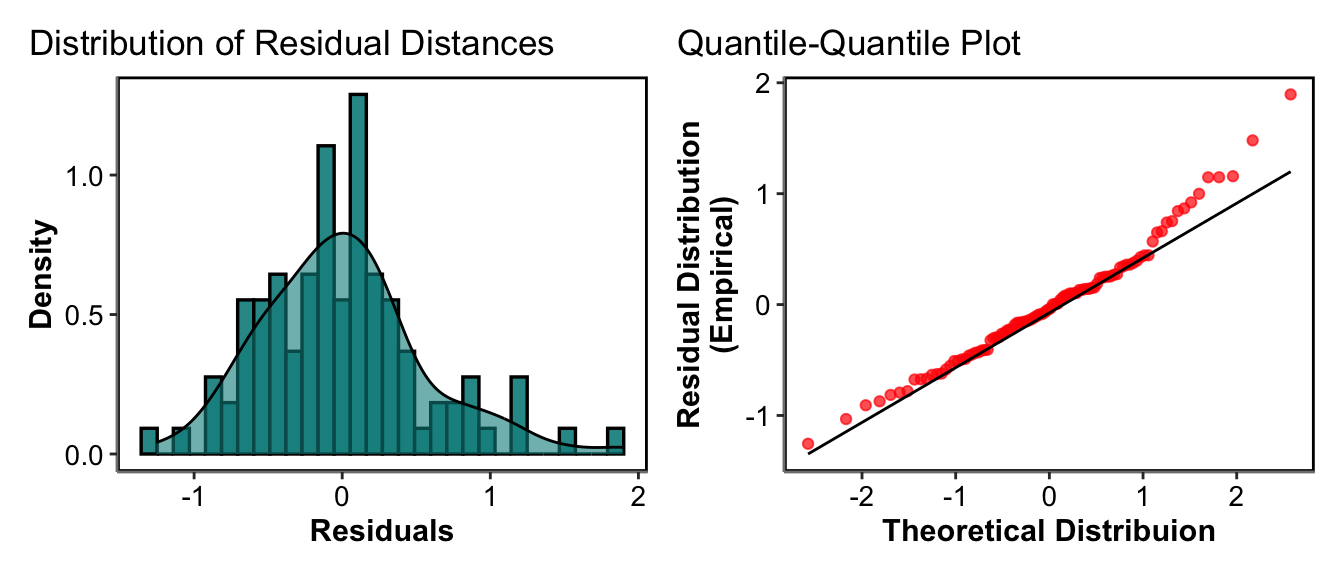 Distribution of Residual Distances
1.0
0.5
0.0
Density
-1 0 1 2
Residuals
Quantile-Quantile Plot
2
1
0
-1
Residual Distribution
(Empirical)
-2 -1 0 1 2
Theoretical Distribuion